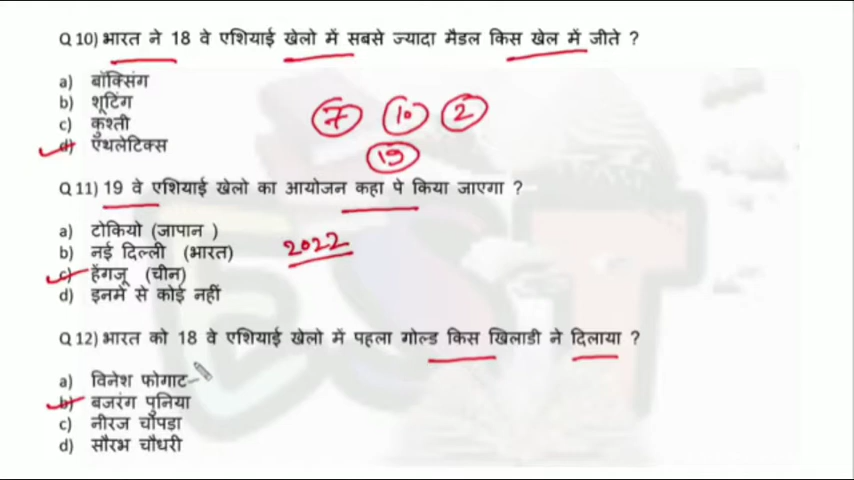 Q 10) भारत ने 18 वे एशियाई खेलो में सबसे ज्यादा मैडल किस खेल में जीते ?
a) बॉक्सिंग
b) शूटिंग
c) कुश्ती
d) एथलेटिक्स
7 10 2
19
Q 11) 19 वे एशियाई खेलो का आयोजन कहा पे किया जाएगा ?
a) टोकियो (जापान )
b) नई दिल्ली (भारत)
2022
c) हेंगजू (चीन)
d) इनमें से कोई नहीं
Q 12) भारत को 18 वे एशियाई खेलो में पहला गोल्ड किस खिलाडी ने दिलाया ?
a) विनेश फोगाट
b) बजरंग पुनिया
c) नीरज चोपड़ा
d) सौरभ चौधरी